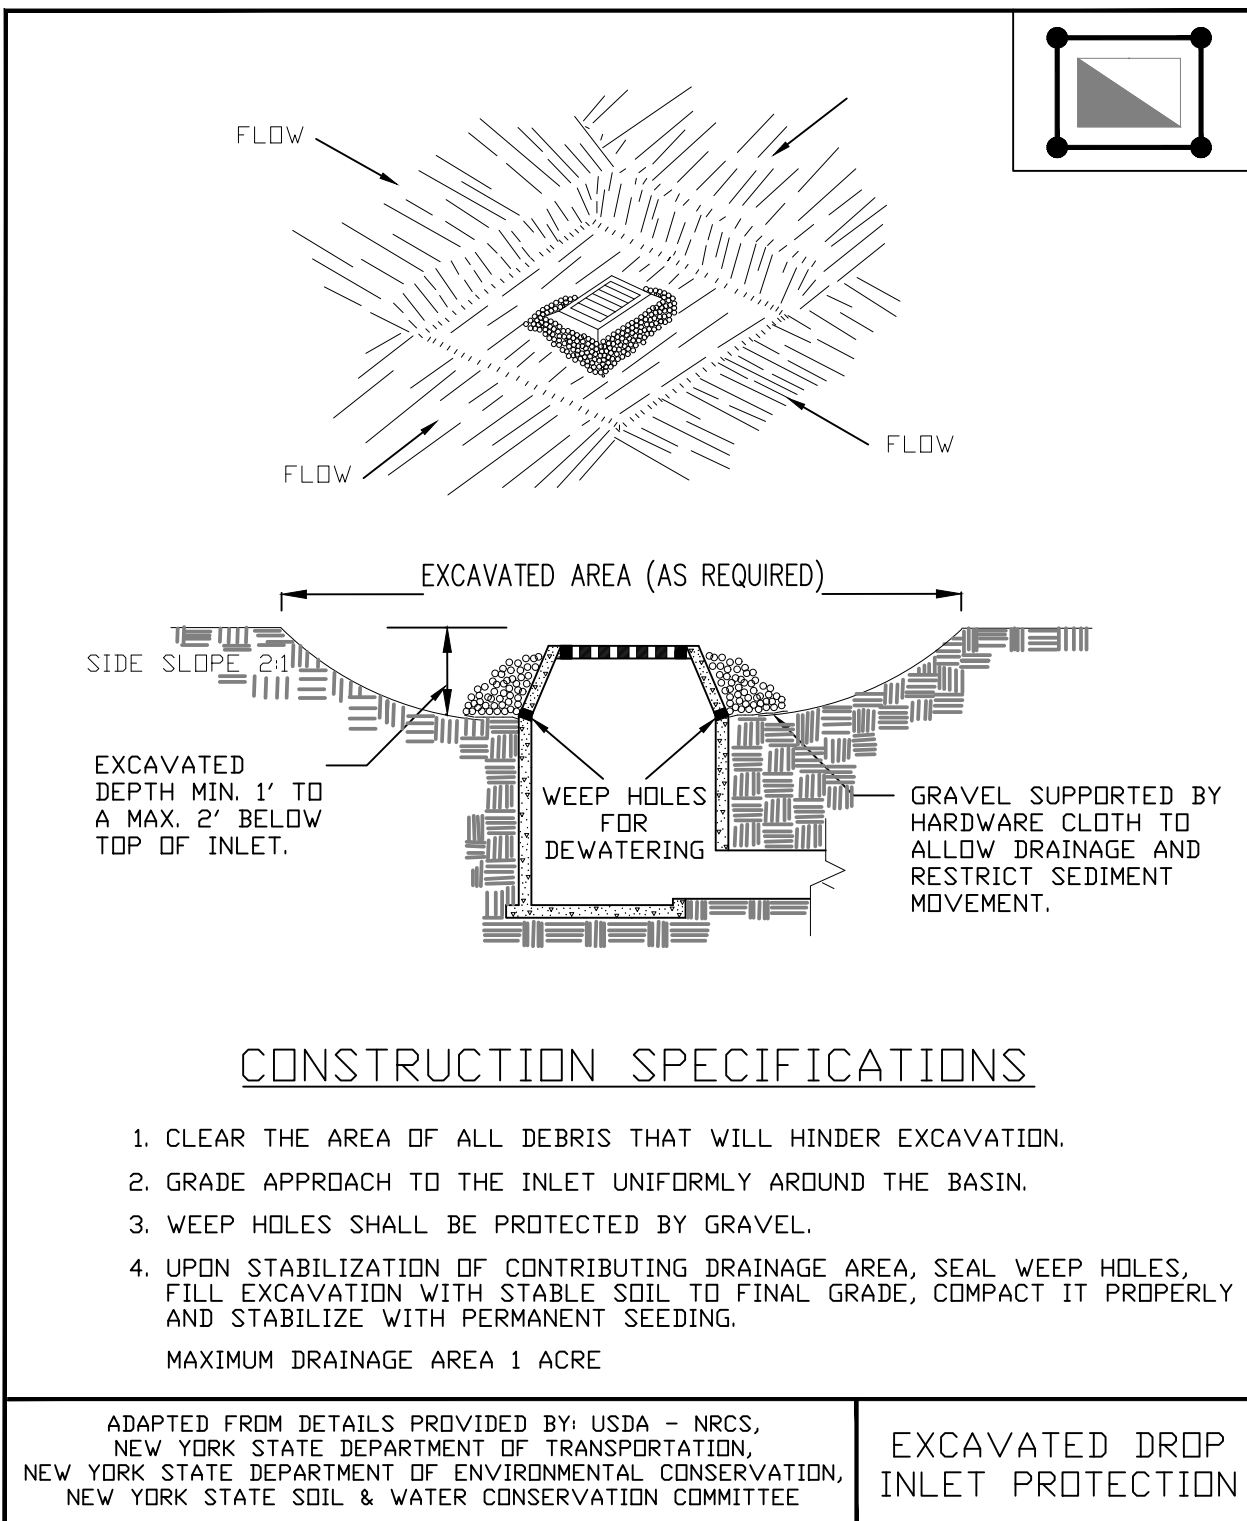 FLOW
FLOW
FLOW
EXCAVATED AREA (AS REQUIRED)
SIDE SLOPE 2:1
EXCAVATED
DEPTH MIN. 1' TO
A MAX. 2' BELOW
TOP OF INLET.
WEEP HOLES
FOR
DEWATERING
GRAVEL SUPPORTED BY
HARDWARE CLOTH TO
ALLOW DRAINAGE AND
RESTRICT SEDIMENT
MOVEMENT.
CONSTRUCTION SPECIFICATIONS
1. CLEAR THE AREA OF ALL DEBRIS THAT WILL HINDER EXCAVATION.
2. GRADE APPROACH TO THE INLET UNIFORMLY AROUND THE BASIN.
3. WEEP HOLES SHALL BE PROTECTED BY GRAVEL.
4. UPON STABILIZATION OF CONTRIBUTING DRAINAGE AREA, SEAL WEEP HOLES,
FILL EXCAVATION WITH STABLE SOIL TO FINAL GRADE, COMPACT IT PROPERLY
AND STABILIZE WITH PERMANENT SEEDING.
MAXIMUM DRAINAGE AREA 1 ACRE
ADAPTED FROM DETAILS PROVIDED BY: USDA - NRCS,
NEW YORK STATE DEPARTMENT OF TRANSPORTATION,
NEW YORK STATE DEPARTMENT OF ENVIRONMENTAL CONSERVATION,
NEW YORK STATE SOIL & WATER CONSERVATION COMMITTEE
EXCAVATED DROP
INLET PROTECTION